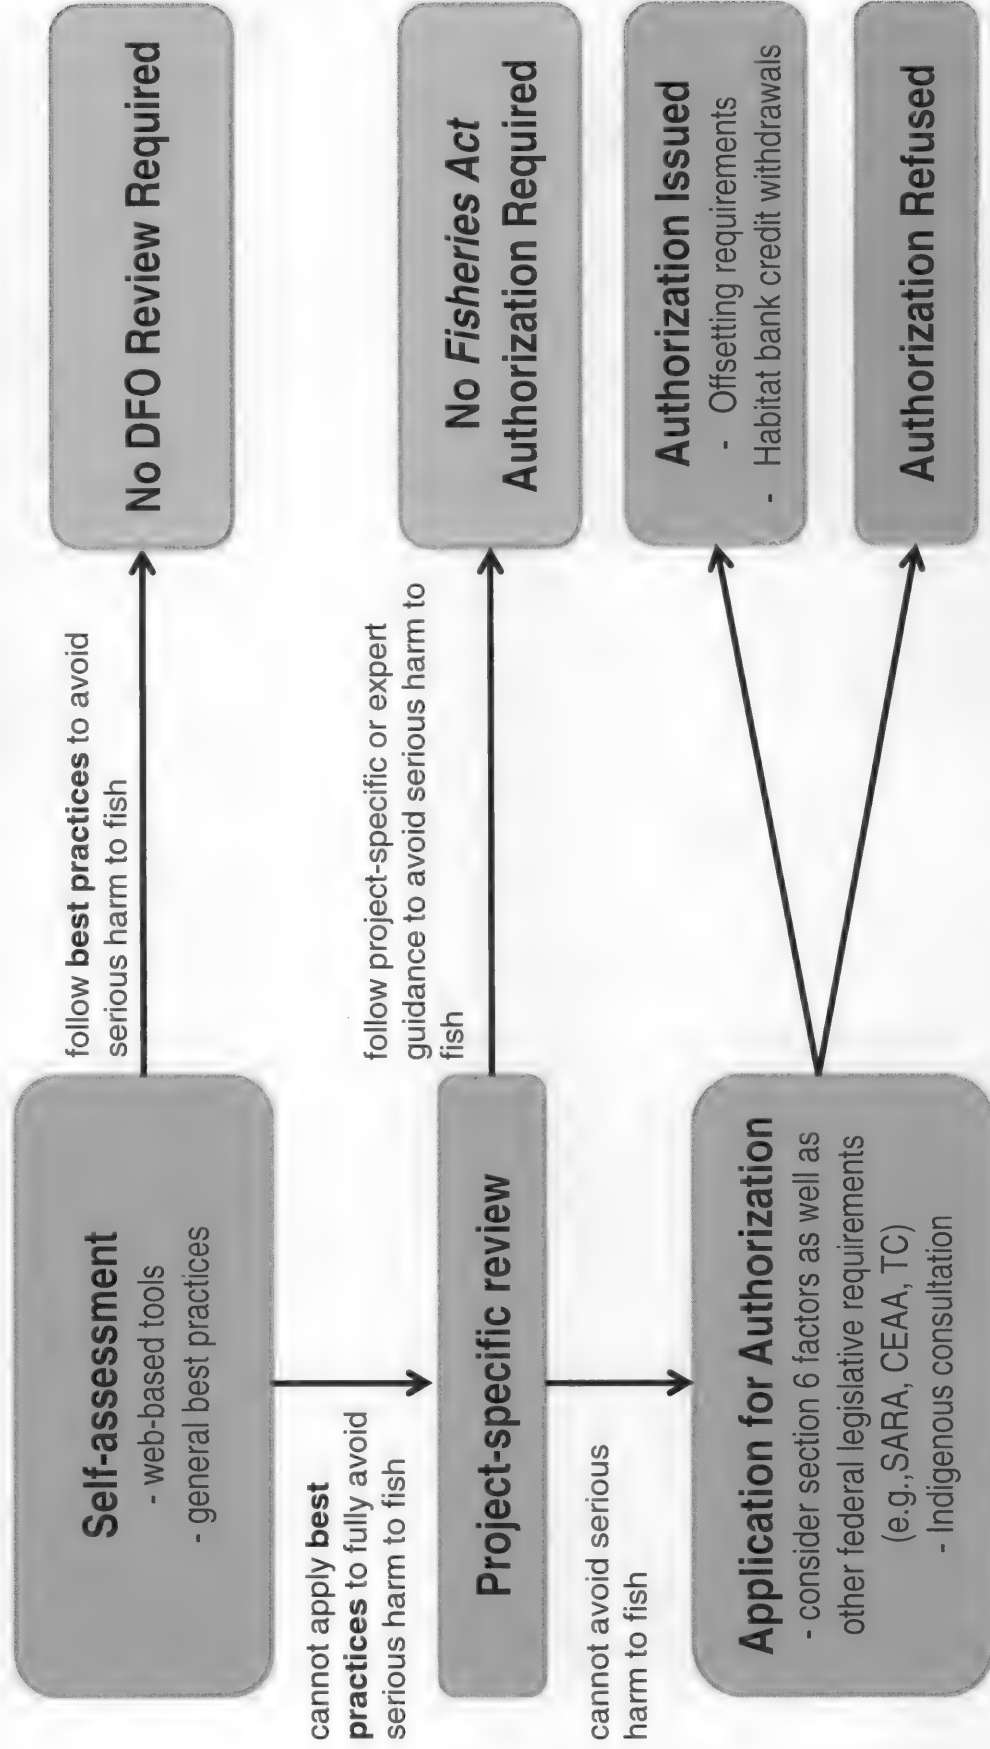 Self-assessment
- web-based tools
- general best practices
follow best practices to avoid
serious harm to fish
No DFO Review Required
cannot apply best
practices to fully avoid
serious harm to fish
Project-specific review
follow project-specific or expert
guidance to avoid serious harm to
fish
No Fisheries Act
Authorization Required
cannot avoid serious
harm to fish
Application for Authorization
- consider section 6 factors as well as
other federal legislative requirements
(e.g., SARA, CEAA, TC)
- Indigenous consultation
Authorization Issued
- Offsetting requirements
- Habitat bank credit withdrawals
Authorization Refused